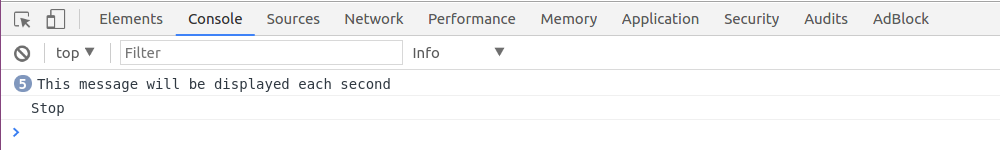 Elements Console Sources Network Performance Memory Application Security Audits AdBlock
top Filter Info
5 This message will be displayed each second
Stop